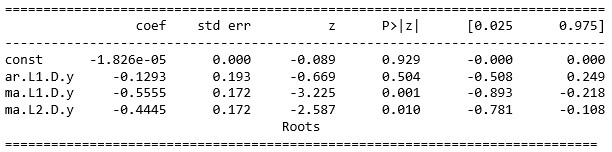 ==============================================================================
coef std err z P>|z| [0.025 0.975]
------------------------------------------------------------------------------
const -1.826e-05 0.000 -0.089 0.929 -0.000 0.000
ar.L1.D.y -0.1293 0.193 -0.669 0.504 -0.508 0.249
ma.L1.D.y -0.5555 0.172 -3.225 0.001 -0.893 -0.218
ma.L2.D.y -0.4445 0.172 -2.587 0.010 -0.781 -0.108
Roots
=============================================================================